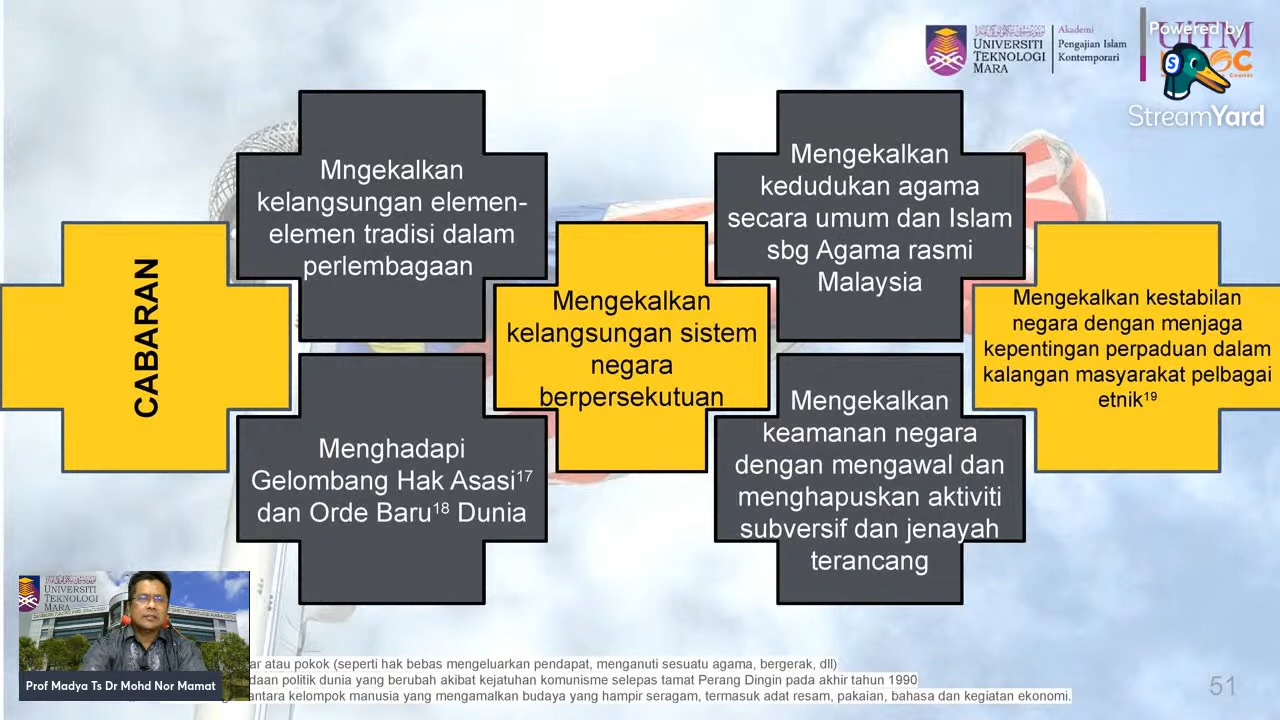 UNIVERSITI
TEKNOLOGI
MARA
Akademi
Pengajian Islam
Kontemporari
Powered by
UiTM
StreamYard
CABARAN
Mngekalkan
kelangsungan elemen-
elemen tradisi dalam
perlembagaan
Menghadapi
Gelombang Hak Asasi¹⁷
dan Orde Baru¹⁸ Dunia
Mengekalkan
kelangsungan sistem
negara
berpersekutuan
Mengekalkan
kedudukan agama
secara umum dan Islam
sbg Agama rasmi
Malaysia
Mengekalkan
keamanan negara
dengan mengawal dan
menghapuskan aktiviti
subversif dan jenayah
terancang
Mengekalkan kestabilan
negara dengan menjaga
kepentingan perpaduan dalam
kalangan masyarakat pelbagai
etnik¹⁹
UNIVERSITI
TEKNOLOGI
MARA
Prof Madya Ts Dr Mohd Nor Mamat
atau pokok (seperti hak bebas mengeluarkan pendapat, menganuti sesuatu agama, bergerak, dll)
politik dunia yang berubah akibat kejatuhan komunisme selepas tamat Perang Dingin pada akhir tahun 1990
antara kelompok manusia yang mengamalkan budaya yang hampir seragam, termasuk adat resam, pakaian, bahasa dan kegiatan ekonomi.
51